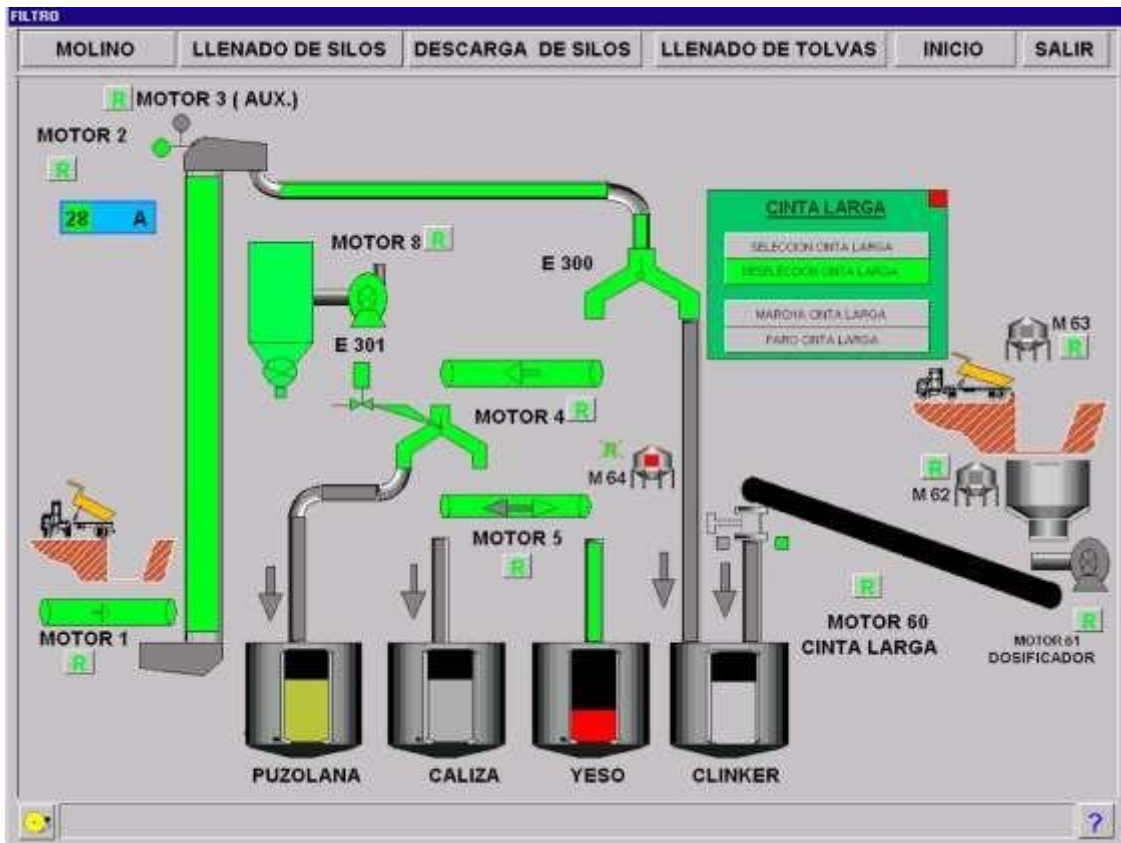 FILTRO
MOLINO
LLENADO DE SILOS
DESCARGA DE SILOS
LLENADO DE TOLVAS
INICIO
SALIR
R MOTOR 3 ( AUX.)
MOTOR 2
R
28 A
MOTOR 8 R
E 300
CINTA LARGA
SELECCION CINTA LARGA
DESELECCION CINTA LARGA
MARCHA CINTA LARGA
PARO CINTA LARGA
M 63
R
E 301
MOTOR 4 R
R
M 64
R
M 62
MOTOR 5
R
MOTOR 1
R
R
MOTOR 60
CINTA LARGA
R
MOTOR 61
DOSIFICADOR
PUZOLANA
CALIZA
YESO
CLINKER
?